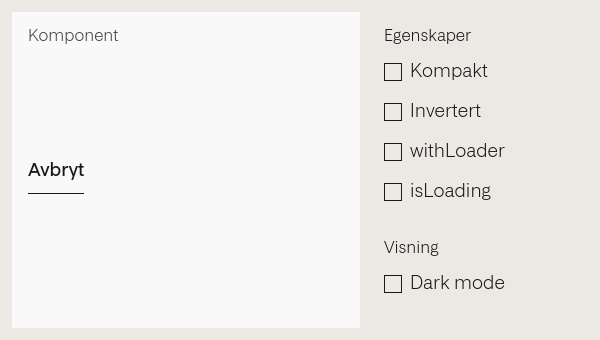 Komponent
Avbryt
Egenskaper
Kompakt
Invertert
withLoader
isLoading
Visning
Dark mode